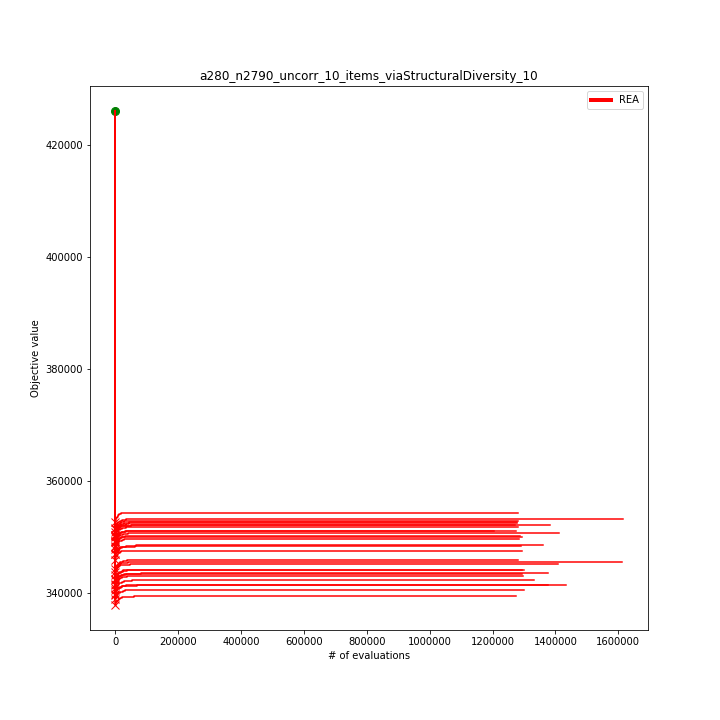 a280_n2790_uncorr_10_items_viaStructuralDiversity_10
REA
420000
400000
380000
360000
340000
Objective value
0 200000 400000 600000 800000 1000000 1200000 1400000 1600000
# of evaluations